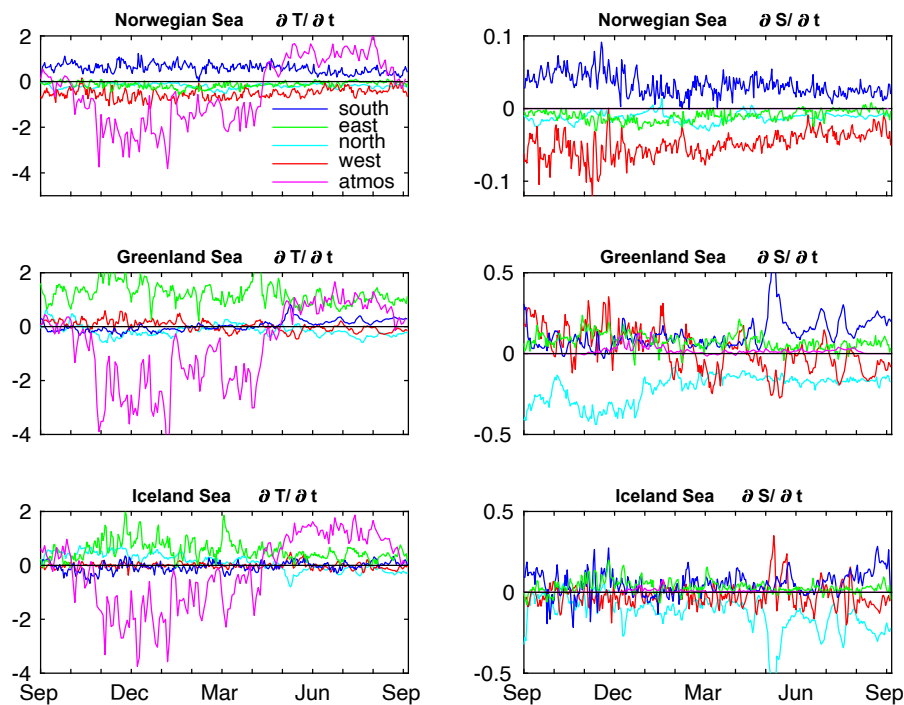 Norwegian Sea ∂ T/ ∂ t
2
0
-2
-4
south
east
north
west
atmos
Norwegian Sea ∂ S/ ∂ t
0.1
0
-0.1
Greenland Sea ∂ T/ ∂ t
2
0
-2
-4
Greenland Sea ∂ S/ ∂ t
0.5
0
-0.5
Iceland Sea ∂ T/ ∂ t
2
0
-2
-4
Sep Dec Mar Jun Sep
Iceland Sea ∂ S/ ∂ t
0.5
0
-0.5
Sep Dec Mar Jun Sep